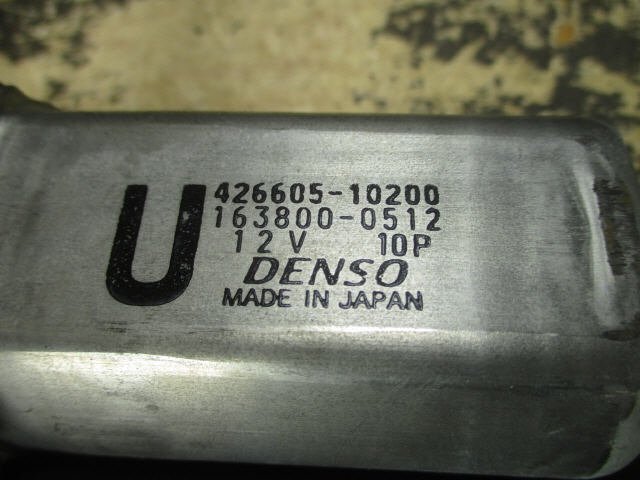 U
426605-10200
163800-0512
12V 10P
DENSO
MADE IN JAPAN